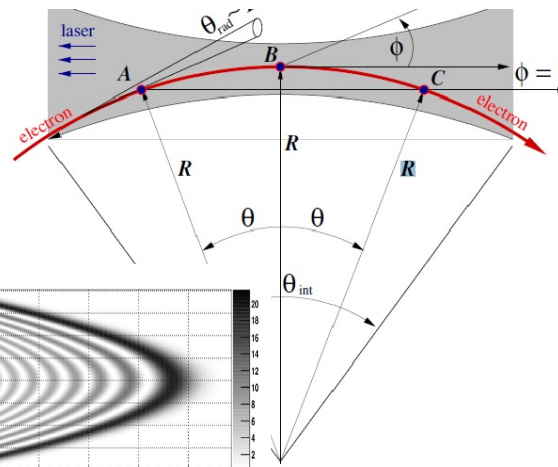 laser
θrad~
B
ϕ
A
C
ϕ =
electron
electron
R
R
R
θ
θ
θint
20
18
16
14
12
10
8
6
4
2